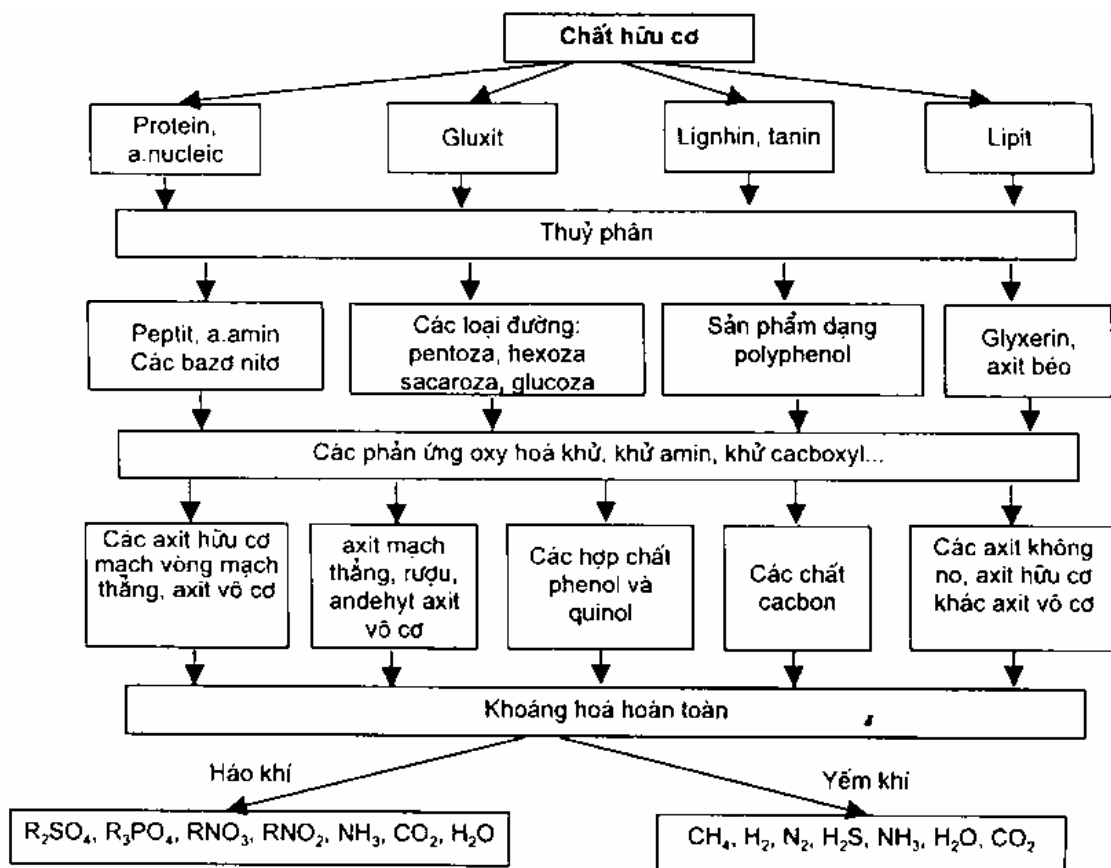 Chất hữu cơ
Protein,
a.nucleic
Gluxit
Lignhin, tanin
Lipit
Thuỷ phân
Peptit, a.amin
Các bazơ nitơ
Các loại đường:
pentoza, hexoza
sacaroza, glucoza
Sản phẩm dạng
polyphenol
Glyxerin,
axit béo
Các phản ứng oxy hoá khử, khử amin, khử cacboxyl...
Các axit hữu cơ
mạch vòng mạch
thẳng, axit vô cơ
axit mạch
thẳng, rượu,
andehyt axit
vô cơ
Các hợp chất
phenol và
quinol
Các chất
cacbon
Các axit không
no, axit hữu cơ
khác axit vô cơ
Khoáng hoá hoàn toàn
Háo khí
Yếm khí
R₂SO₄, R₃PO₄, RNO₃, RNO₂, NH₃, CO₂, H₂O
CH₄, H₂, N₂, H₂S, NH₃, H₂O, CO₂